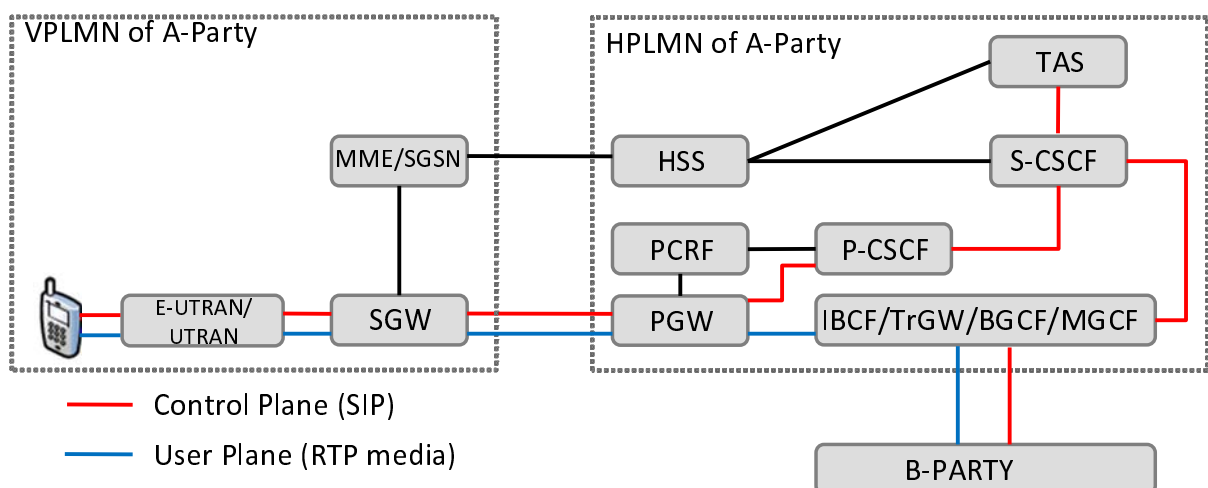 VPLMN of A-Party
HPLMN of A-Party
TAS
MME/SGSN
HSS
S-CSCF
PCRF
P-CSCF
E-UTRAN/
UTRAN
SGW
PGW
IBCF/TrGW/BGCF/MGCF
Control Plane (SIP)
User Plane (RTP media)
B-PARTY